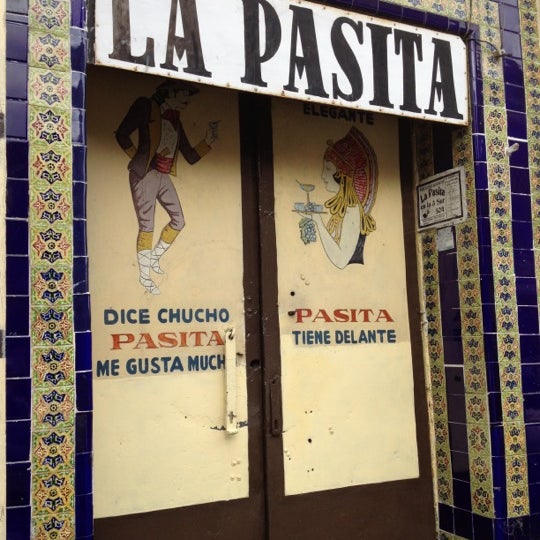 LA PASITA
ELEGANTE
DICE CHUCHO
PASITA
ME GUSTA MUCH
PASITA
TIENE DELANTE
La Pasita